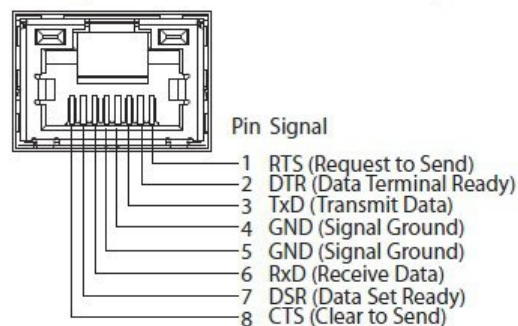 Pin Signal
1 RTS (Request to Send)
2 DTR (Data Terminal Ready)
3 TxD (Transmit Data)
4 GND (Signal Ground)
5 GND (Signal Ground)
6 RxD (Receive Data)
7 DSR (Data Set Ready)
8 CTS (Clear to Send)